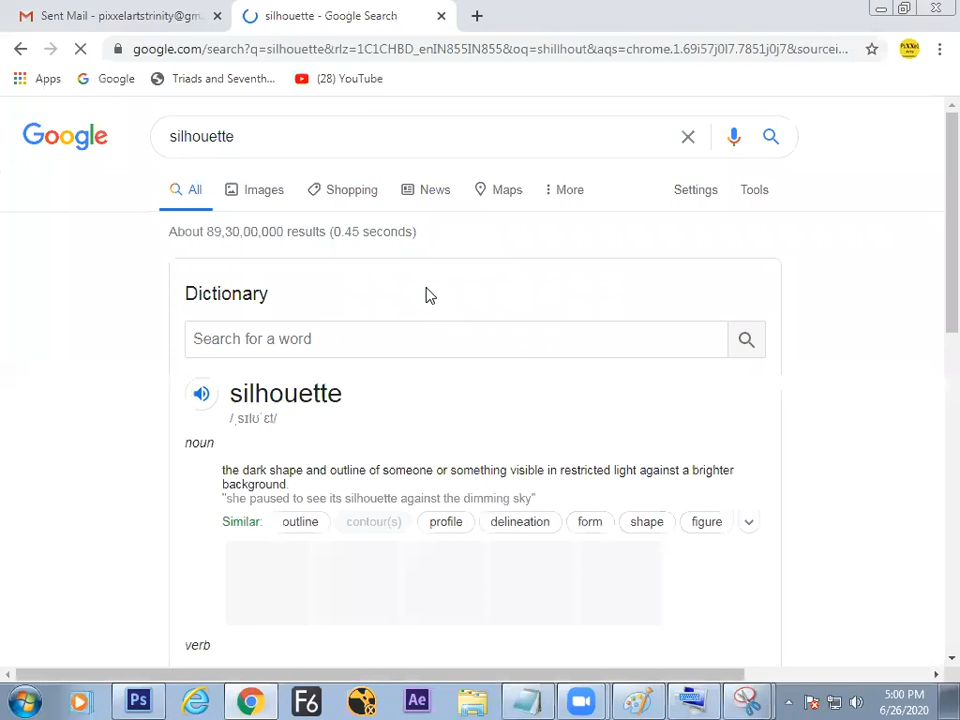 Sent Mail - pixxelartstrinity@gm
silhouette - Google Search
google.com/search?q=silhouette&rlz=1C1CHBD_enIN855IN855&oq=shillhout&aqs=chrome.1.69i57j0l7.7851j0j7&sourcei...
Apps Google Triads and Seventh... (28) YouTube
Google silhouette
All Images Shopping News Maps More Settings Tools
About 89,30,00,000 results (0.45 seconds)
Dictionary
Search for a word
silhouette
/ˌsɪlʊˈɛt/
noun
the dark shape and outline of someone or something visible in restricted light against a brighter
background.
"she paused to see its silhouette against the dimming sky"
Similar: outline contour(s) profile delineation form shape figure
verb
Ps F6 Ae
5:00 PM
6/26/2020